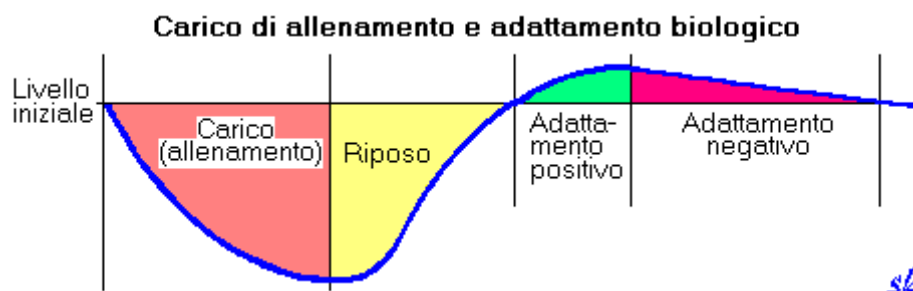 Carico di allenamento e adattamento biologico
Livello
iniziale
Carico
(allenamento)
Riposo
Adatta-
mento
positivo
Adattamento
negativo